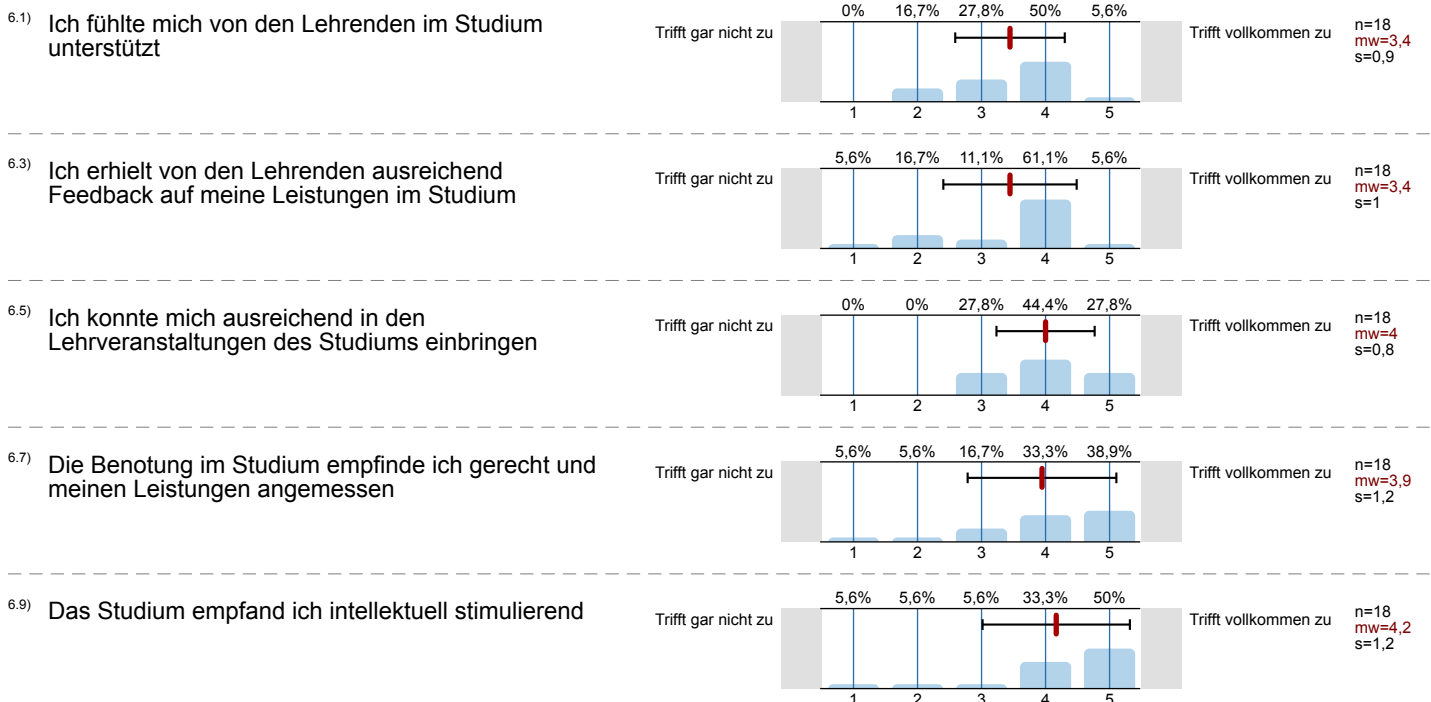 6.1) Ich fühlte mich von den Lehrenden im Studium
unterstützt
Trifft gar nicht zu
0% 16,7% 27,8% 50% 5,6%
1 2 3 4 5
Trifft vollkommen zu
n=18
mw=3,4
s=0,9
6.3) Ich erhielt von den Lehrenden ausreichend
Feedback auf meine Leistungen im Studium
Trifft gar nicht zu
5,6% 16,7% 11,1% 61,1% 5,6%
1 2 3 4 5
Trifft vollkommen zu
n=18
mw=3,4
s=1
6.5) Ich konnte mich ausreichend in den
Lehrveranstaltungen des Studiums einbringen
Trifft gar nicht zu
0% 0% 27,8% 44,4% 27,8%
1 2 3 4 5
Trifft vollkommen zu
n=18
mw=4
s=0,8
6.7) Die Benotung im Studium empfinde ich gerecht und
meinen Leistungen angemessen
Trifft gar nicht zu
5,6% 5,6% 16,7% 33,3% 38,9%
1 2 3 4 5
Trifft vollkommen zu
n=18
mw=3,9
s=1,2
6.9) Das Studium empfand ich intellektuell stimulierend
Trifft gar nicht zu
5,6% 5,6% 5,6% 33,3% 50%
1 2 3 4 5
Trifft vollkommen zu
n=18
mw=4,2
s=1,2